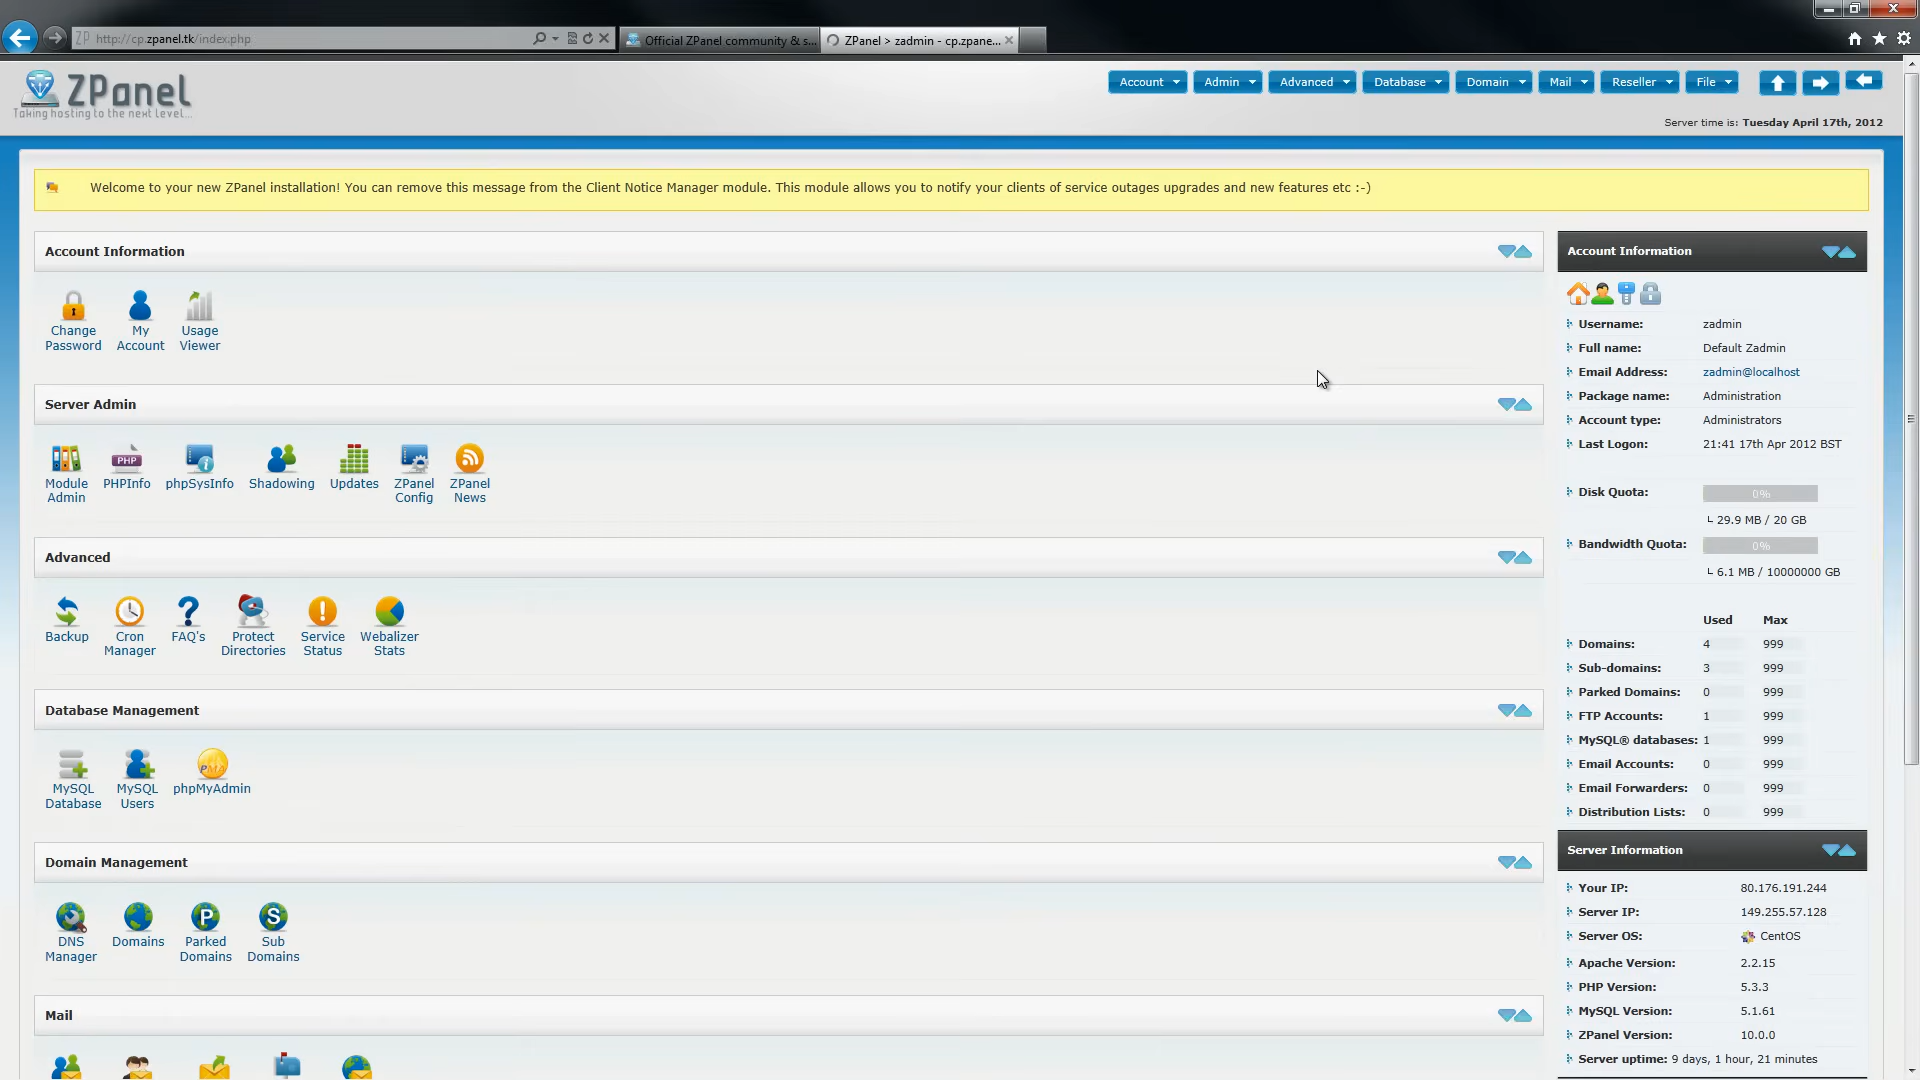 ZP http://cp.zpanel.tk/index.php
Official ZPanel community & s...
ZPanel > zadmin - cp.zpane...
ZPanel
Taking hosting to the next level...
Account
Admin
Advanced
Database
Domain
Mail
Reseller
File
Server time is: Tuesday April 17th, 2012
Welcome to your new ZPanel installation! You can remove this message from the Client Notice Manager module. This module allows you to notify your clients of service outages upgrades and new features etc :-)
Account Information
Change
Password
My
Account
Usage
Viewer
Server Admin
Module
Admin
PHP
PHPInfo
phpSysInfo
Shadowing
Updates
ZPanel
Config
ZPanel
News
Advanced
Backup
Cron
Manager
FAQ's
Protect
Directories
Service
Status
Webalizer
Stats
Database Management
MySQL
Database
MySQL
Users
PMA
phpMyAdmin
Domain Management
DNS
Manager
Domains
P
Parked
Domains
S
Sub
Domains
Mail
Account Information
Username: zadmin
Full name: Default Zadmin
Email Address: zadmin@localhost
Package name: Administration
Account type: Administrators
Last Logon: 21:41 17th Apr 2012 BST
Disk Quota: 0%
29.9 MB / 20 GB
Bandwidth Quota: 0%
6.1 MB / 10000000 GB
Used Max
Domains: 4 999
Sub-domains: 3 999
Parked Domains: 0 999
FTP Accounts: 1 999
MySQL® databases: 1 999
Email Accounts: 0 999
Email Forwarders: 0 999
Distribution Lists: 0 999
Server Information
Your IP: 80.176.191.244
Server IP: 149.255.57.128
Server OS: CentOS
Apache Version: 2.2.15
PHP Version: 5.3.3
MySQL Version: 5.1.61
ZPanel Version: 10.0.0
Server uptime: 9 days, 1 hour, 21 minutes